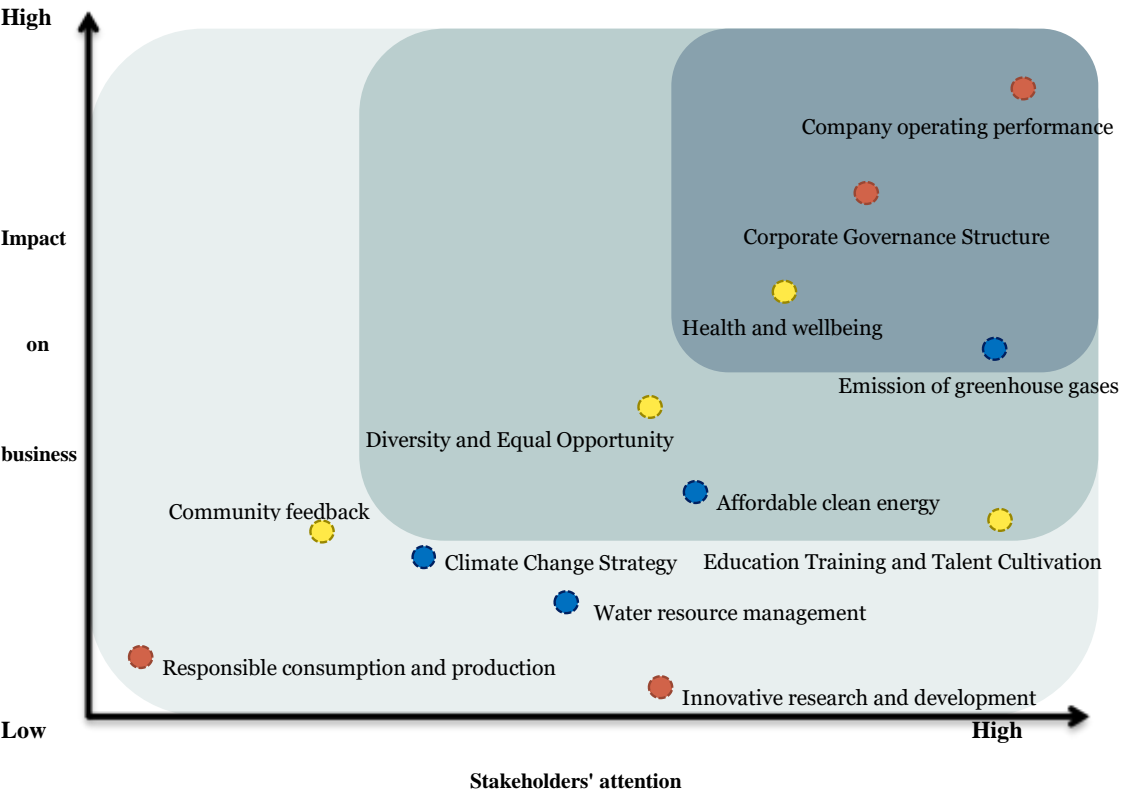 High
Company operating performance
Impact
Corporate Governance Structure
Health and wellbeing
on
Emission of greenhouse gases
Diversity and Equal Opportunity
business
Affordable clean energy
Community feedback
Climate Change Strategy
Education Training and Talent Cultivation
Water resource management
Responsible consumption and production
Innovative research and development
Low
High
Stakeholders' attention